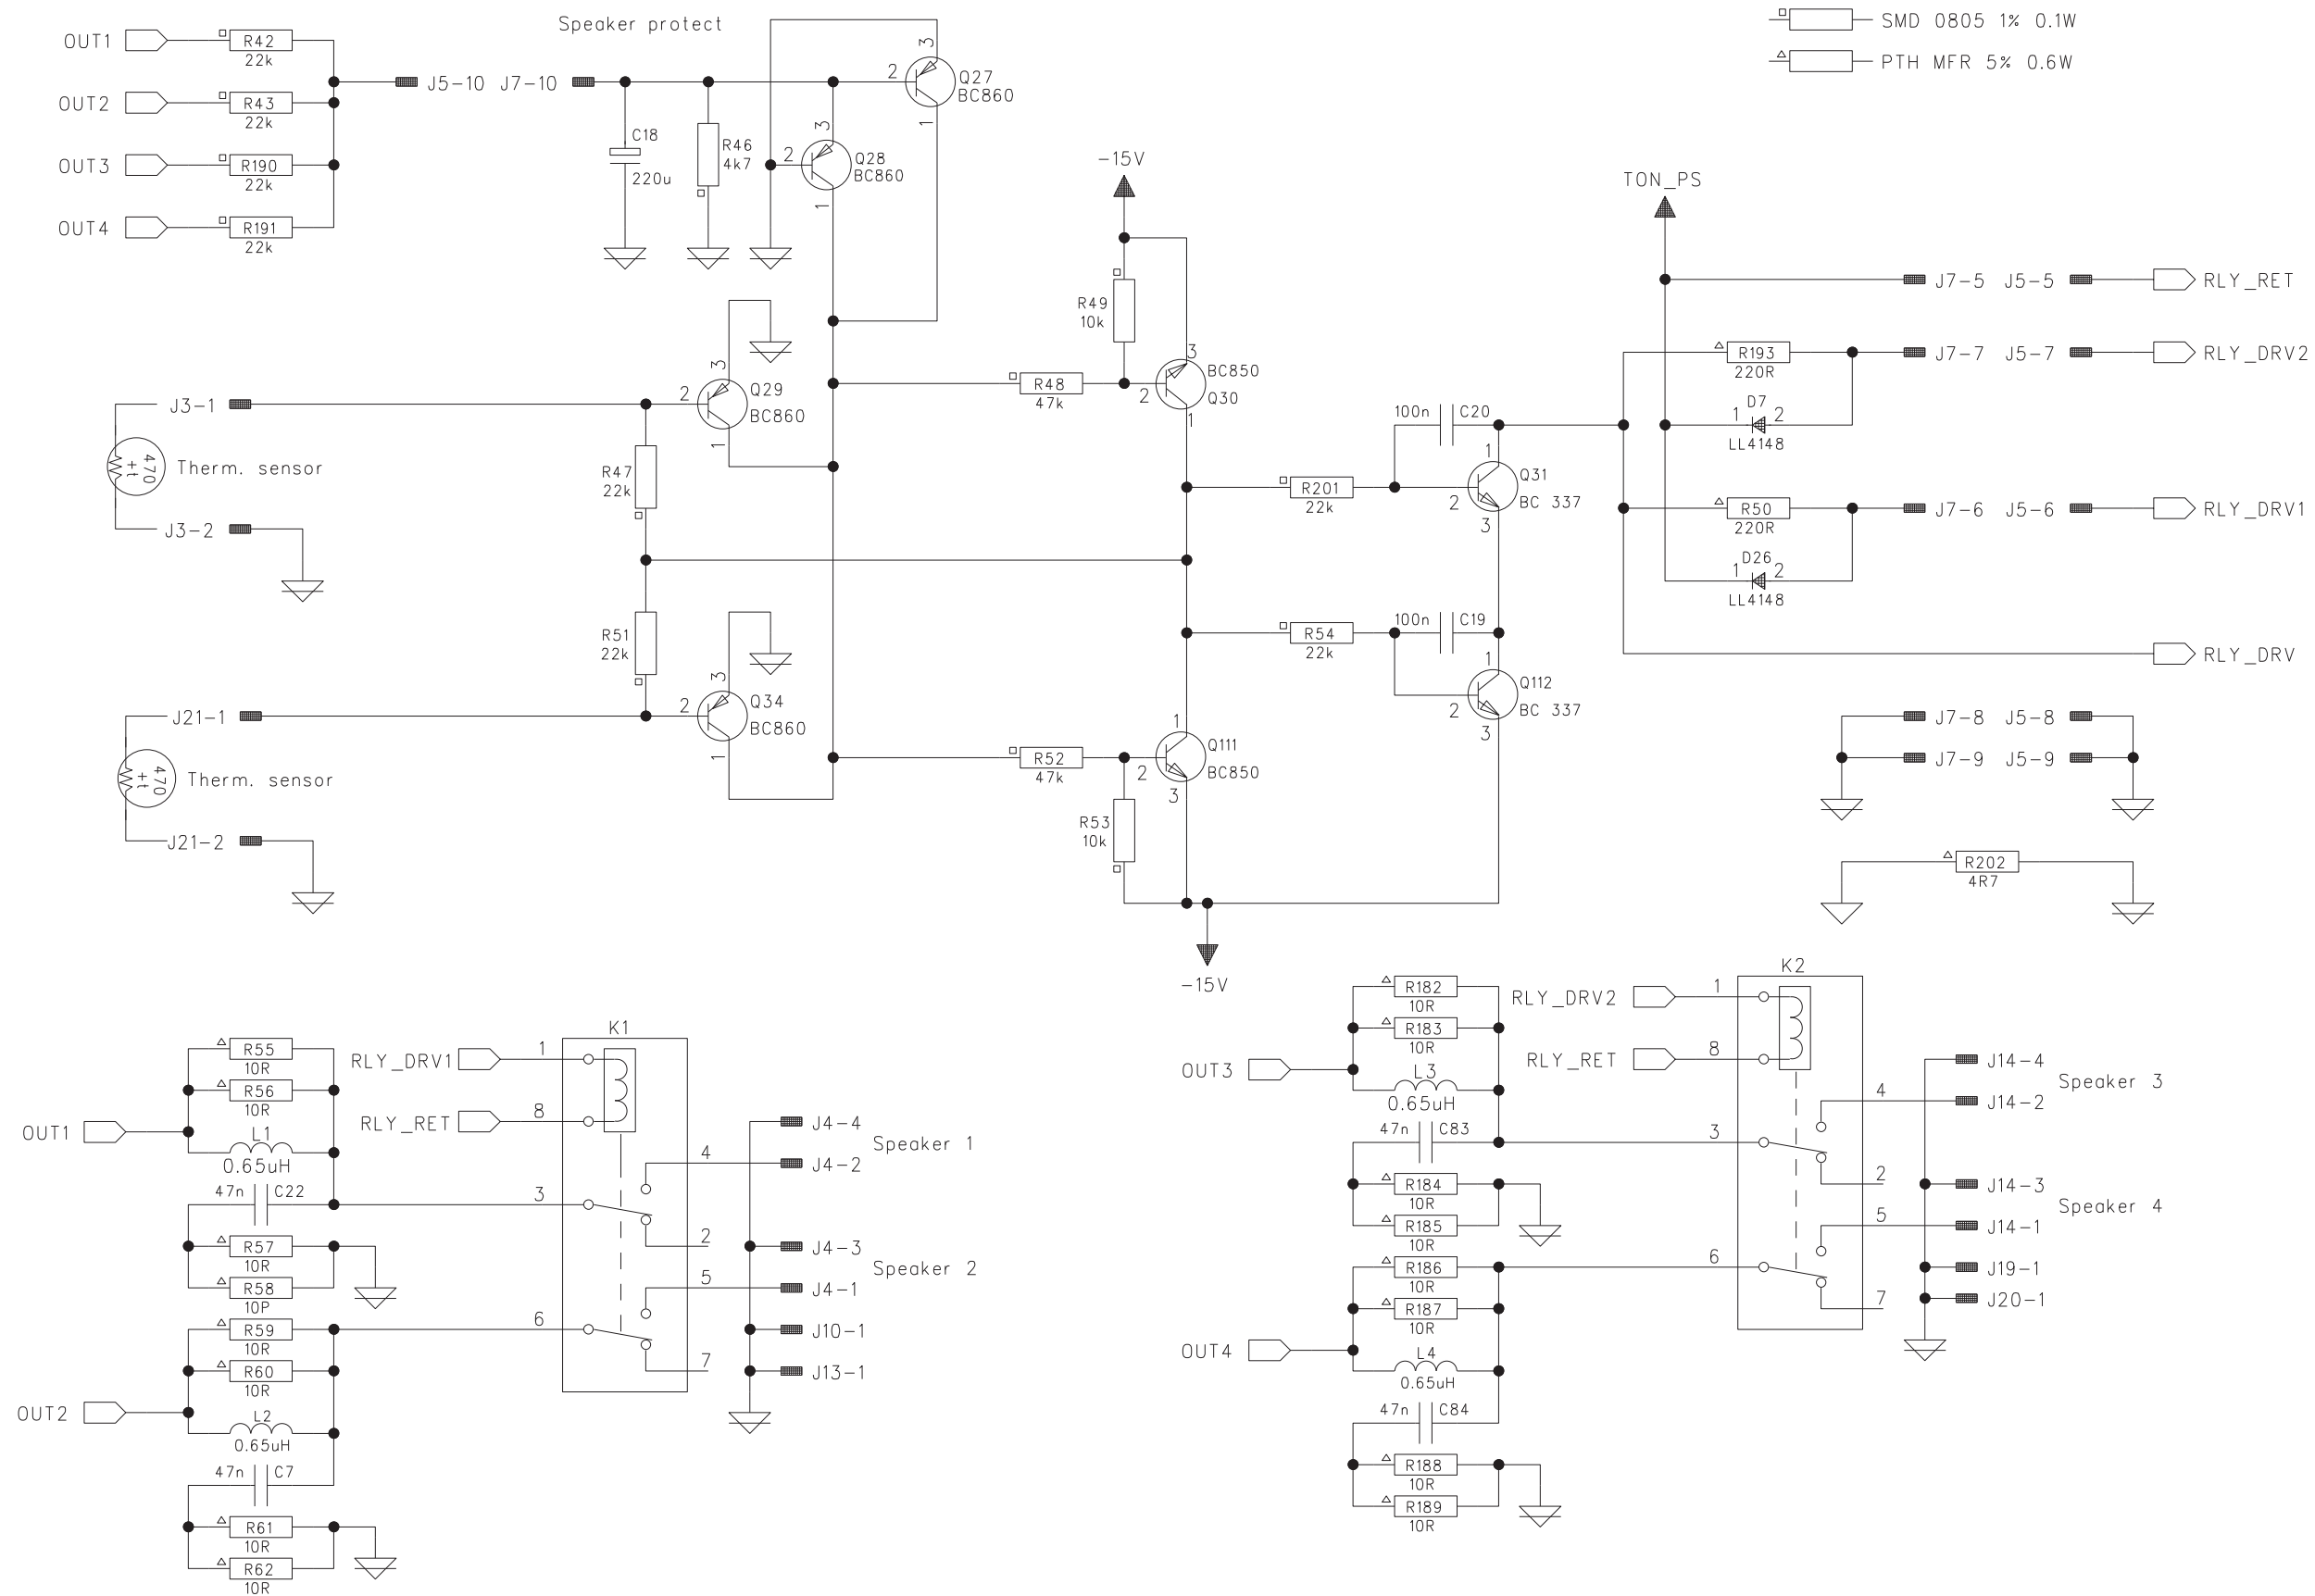 Speaker protect
SMD 0805 1% 0.1W
PTH MFR 5% 0.6W
OUT1
R42
22k
OUT2
R43
22k
OUT3
R190
22k
OUT4
R191
22k
J5-10
J7-10
C18
220u
R46
4k7
2
3
1
Q27
BC860
2
3
1
Q28
BC860
-15V
R49
10k
R48
47k
3
2
1
BC850
Q30
TON_PS
J7-5
J5-5
RLY_RET
R193
220R
J7-7
J5-7
RLY_DRV2
D7
1
2
LL4148
R50
220R
J7-6
J5-6
RLY_DRV1
D26
1
2
LL4148
RLY_DRV
J3-1
470
+t
Therm. sensor
J3-2
2
3
1
Q29
BC860
R47
22k
R51
22k
2
3
1
Q34
BC860
J21-1
470
+t
Therm. sensor
J21-2
100n
C20
R201
22k
1
2
3
Q31
BC 337
100n
C19
R54
22k
1
2
3
Q112
BC 337
R52
47k
1
2
3
Q111
BC850
R53
10k
-15V
J7-8
J5-8
J7-9
J5-9
R202
4R7
R55
10R
R56
10R
OUT1
L1
0.65uH
47n
C22
R57
10R
R58
10P
R59
10R
R60
10R
OUT2
L2
0.65uH
47n
C7
R61
10R
R62
10R
K1
RLY_DRV1
1
RLY_RET
8
3
4
2
5
6
7
J4-4
Speaker 1
J4-2
J4-3
Speaker 2
J4-1
J10-1
J13-1
R182
10R
R183
10R
OUT3
L3
0.65uH
47n
C83
R184
10R
R185
10R
R186
10R
R187
10R
OUT4
L4
0.65uH
47n
C84
R188
10R
R189
10R
K2
RLY_DRV2
1
RLY_RET
8
3
4
2
5
6
7
J14-4
Speaker 3
J14-2
J14-3
Speaker 4
J14-1
J19-1
J20-1